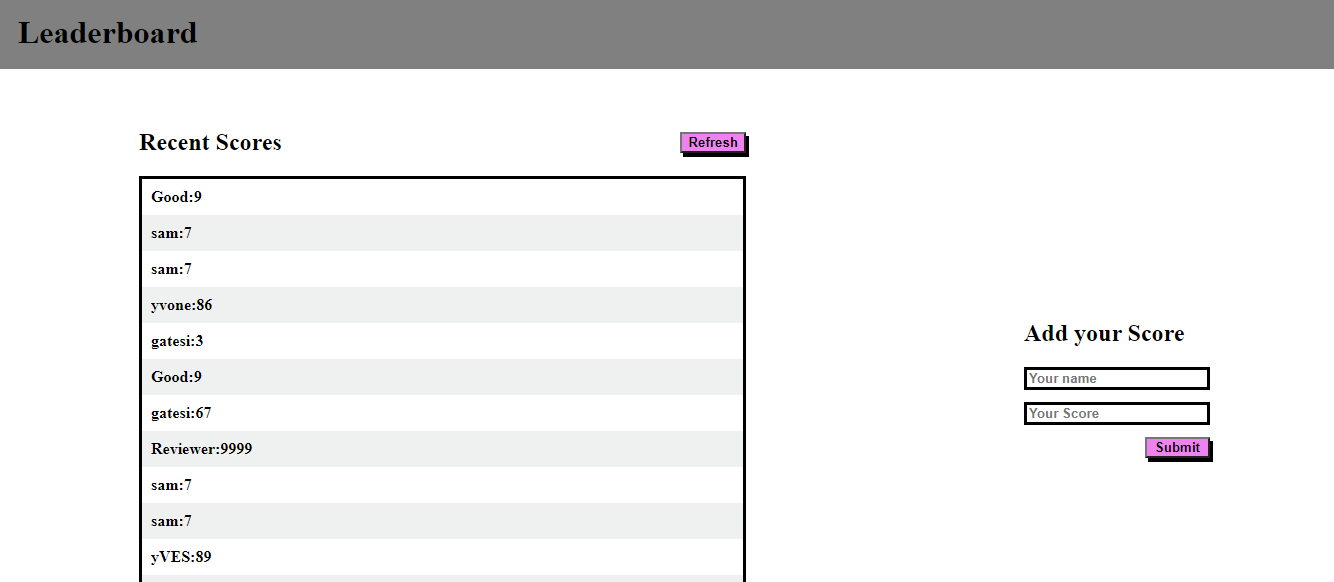 Leaderboard
Recent Scores
Refresh
Good:9
sam:7
sam:7
yvone:86
gatesi:3
Good:9
gatesi:67
Reviewer:9999
sam:7
sam:7
yVES:89
Add your Score
Your name
Your Score
Submit